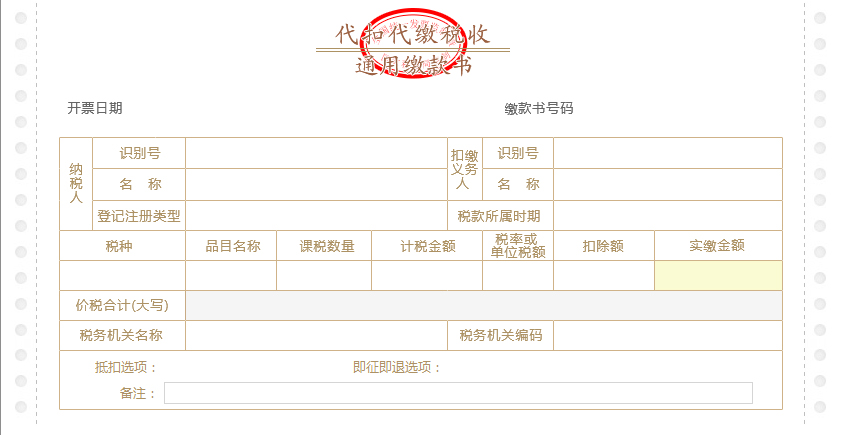 代扣代缴税收
通用缴款书
开票日期 缴款书号码
纳税人 识别号 扣缴义务人 识别号
名 称 名 称
登记注册类型 税款所属时期
税种 品目名称 课税数量 计税金额 税率或单位税额 扣除额 实缴金额
价税合计(大写)
税务机关名称 税务机关编码
抵扣选项： 即征即退选项：
备注：